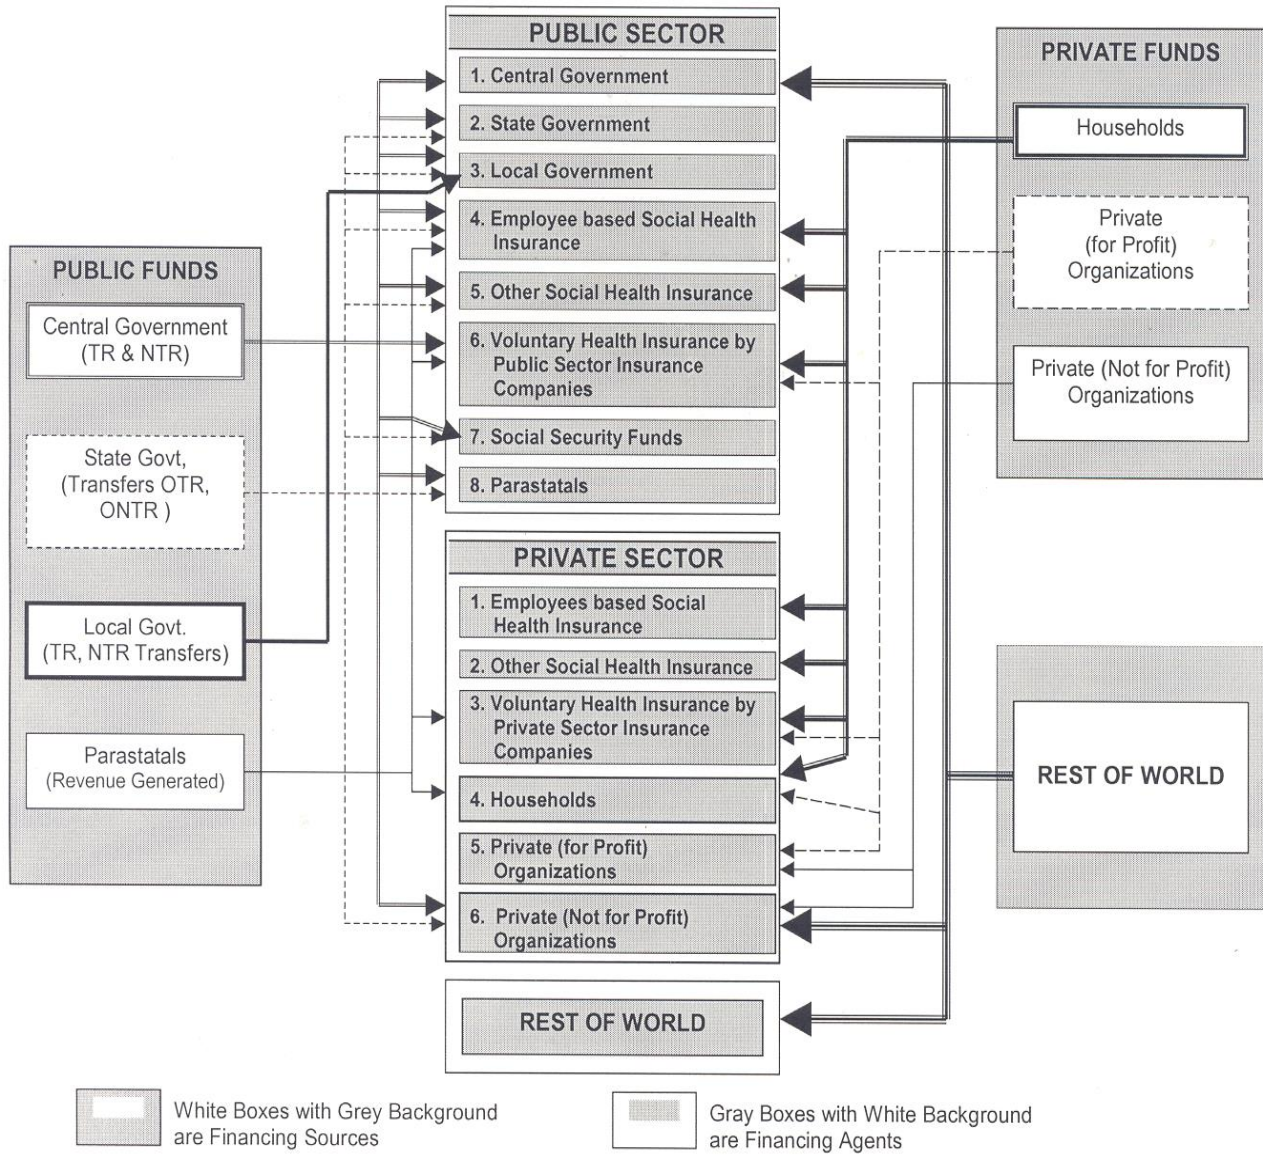 PUBLIC FUNDS
Central Government
(TR & NTR)
State Govt,
(Transfers OTR,
ONTR )
Local Govt.
(TR, NTR Transfers)
Parastatals
(Revenue Generated)
PUBLIC SECTOR
1. Central Government
2. State Government
3. Local Government
4. Employee based Social Health
Insurance
5. Other Social Health Insurance
6. Voluntary Health Insurance by
Public Sector Insurance
Companies
7. Social Security Funds
8. Parastatals
PRIVATE SECTOR
1. Employees based Social
Health Insurance
2. Other Social Health Insurance
3. Voluntary Health Insurance by
Private Sector Insurance
Companies
4. Households
5. Private (for Profit)
Organizations
6. Private (Not for Profit)
Organizations
REST OF WORLD
PRIVATE FUNDS
Households
Private
(for Profit)
Organizations
Private (Not for Profit)
Organizations
REST OF WORLD
White Boxes with Grey Background
are Financing Sources
Gray Boxes with White Background
are Financing Agents